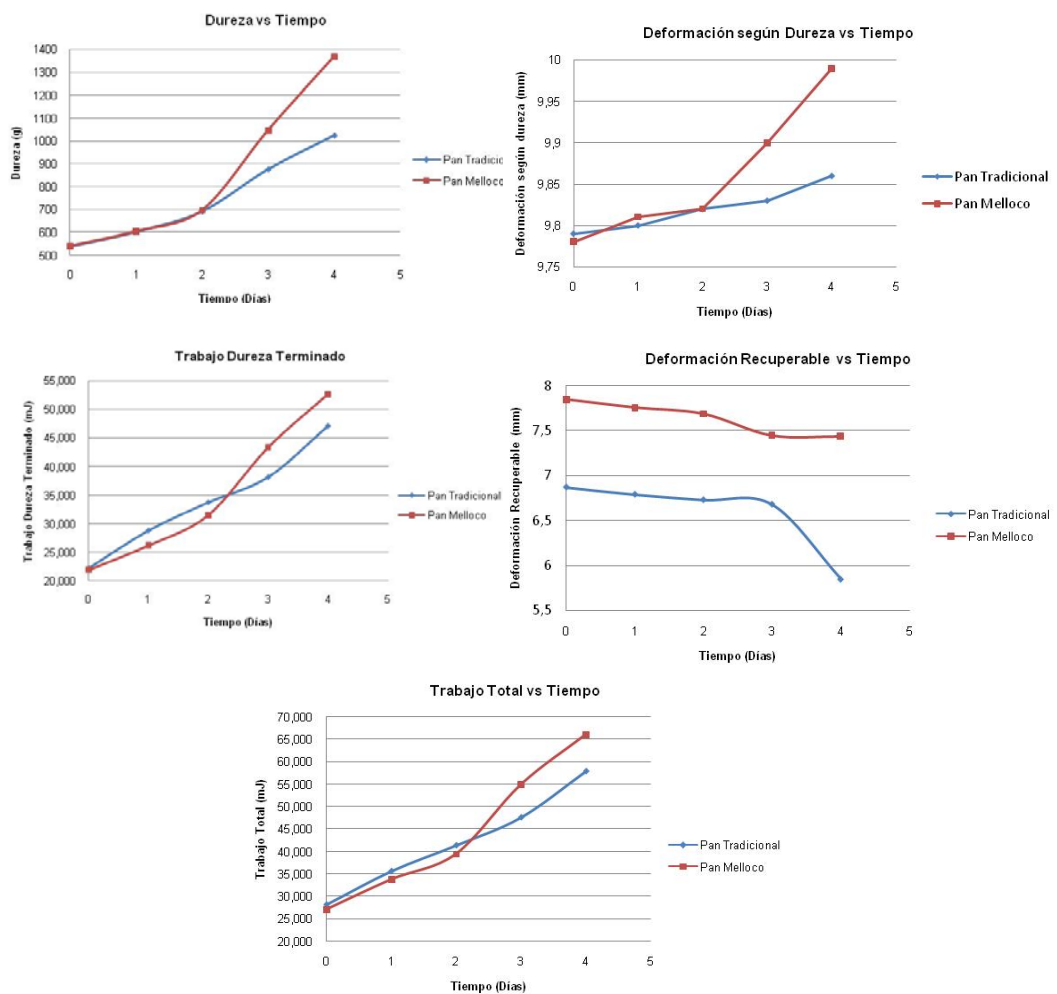 Dureza vs Tiempo
1400
1300
1200
1100
1000
900
800
700
600
500
0 1 2 3 4 5
Dureza (g)
Tiempo (Días)
Pan Tradicio
Pan Melloco
Deformación según Dureza vs Tiempo
10
9,95
9,9
9,85
9,8
9,75
0 1 2 3 4 5
Deformación según dureza (mm)
Tiempo (Días)
Pan Tradicional
Pan Melloco
Trabajo Dureza Terminado
55,000
50,000
45,000
40,000
35,000
30,000
25,000
20,000
0 1 2 3 4 5
Trabajo Dureza Terminado (mJ)
Tiempo (Días)
Pan Tradicional
Pan Melloco
Deformación Recuperable vs Tiempo
8
7,5
7
6,5
6
5,5
0 1 2 3 4 5
Deformación Recuperable (mm)
Tiempo (Días)
Pan Tradicional
Pan Melloco
Trabajo Total vs Tiempo
70,000
65,000
60,000
55,000
50,000
45,000
40,000
35,000
30,000
25,000
20,000
0 1 2 3 4 5
Trabajo Total (mJ)
Tiempo (Días)
Pan Tradicional
Pan Melloco